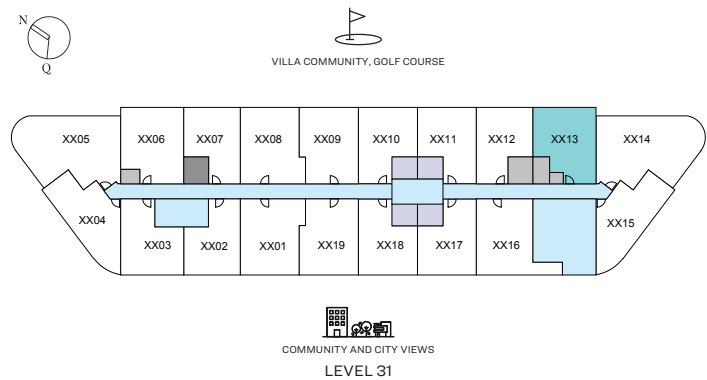 N
Q
VILLA COMMUNITY, GOLF COURSE
XX05 XX06 XX07 XX08 XX09 XX10 XX11 XX12 XX13 XX14
XX04 XX03 XX02 XX01 XX19 XX18 XX17 XX16 XX15
COMMUNITY AND CITY VIEWS
LEVEL 31